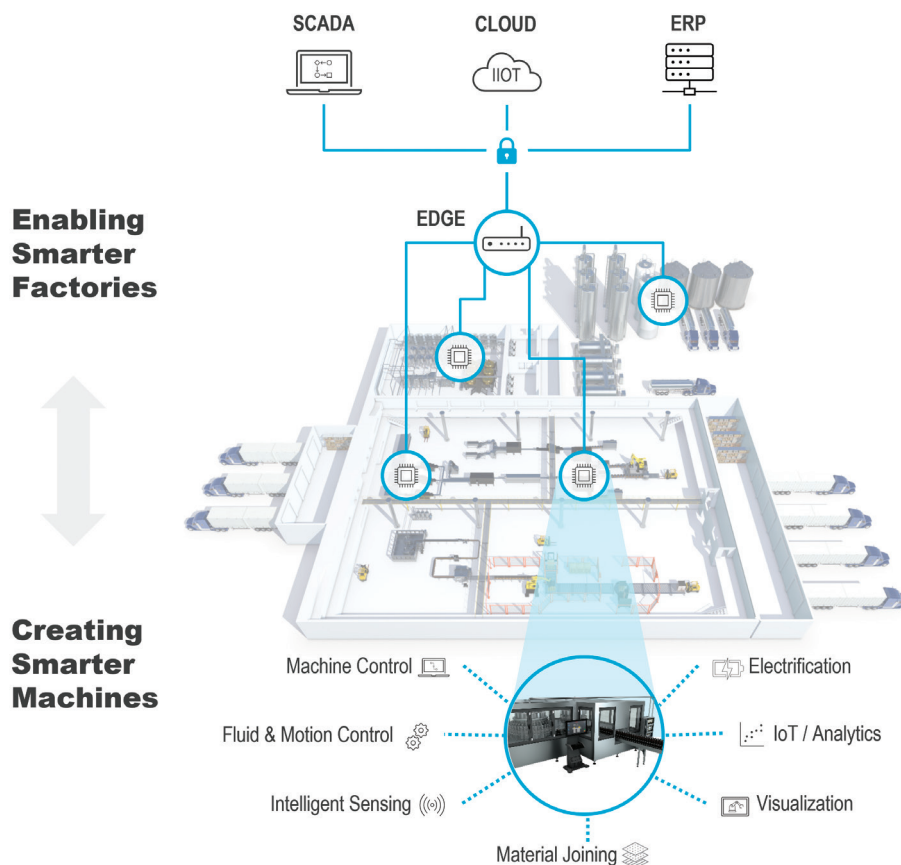 SCADA
CLOUD
ERP
IIOT
EDGE
Enabling
Smarter
Factories
Creating
Smarter
Machines
Machine Control
Electrification
Fluid & Motion Control
IoT / Analytics
Intelligent Sensing
Visualization
Material Joining